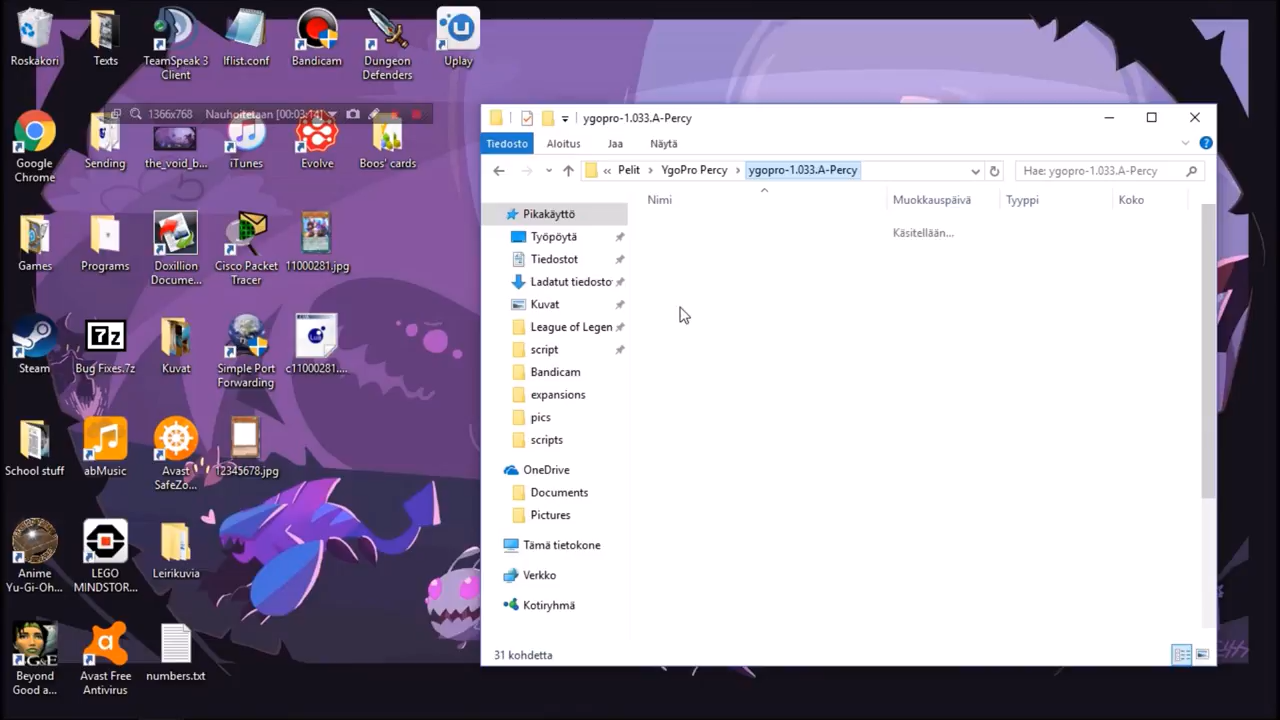 Roskakori
Texts
TeamSpeak 3
Client
lflist.conf
Bandicam
Dungeon
Defenders
Uplay
1366x768
Nauhoitetaan [00:03:14]
Google
Chrome
Sending
the_void_b...
iTunes
Evolve
Boos' cards
Games
Programs
Doxillion
Docume...
Cisco Packet
Tracer
11000281.jpg
Steam
7z
Bug Fixes.7z
Kuvat
Simple Port
Forwarding
c11000281....
School stuff
abMusic
Avast
SafeZo...
12345678.jpg
Anime
Yu-Gi-Oh...
LEGO
MINDSTOR...
Leirikuvia
Beyond
Good a...
Avast Free
Antivirus
numbers.txt
ygopro-1.033.A-Percy
Tiedosto
Aloitus
Jaa
Näytä
« Pelit > YgoPro Percy > ygopro-1.033.A-Percy
Hae: ygopro-1.033.A-Percy
Nimi
Muokkauspäivä
Tyyppi
Koko
Käsitellään...
Pikakäyttö
Työpöytä
Tiedostot
Ladatut tiedosto
Kuvat
League of Legen
script
Bandicam
expansions
pics
scripts
OneDrive
Documents
Pictures
Tämä tietokone
Verkko
Kotiryhmä
31 kohdetta